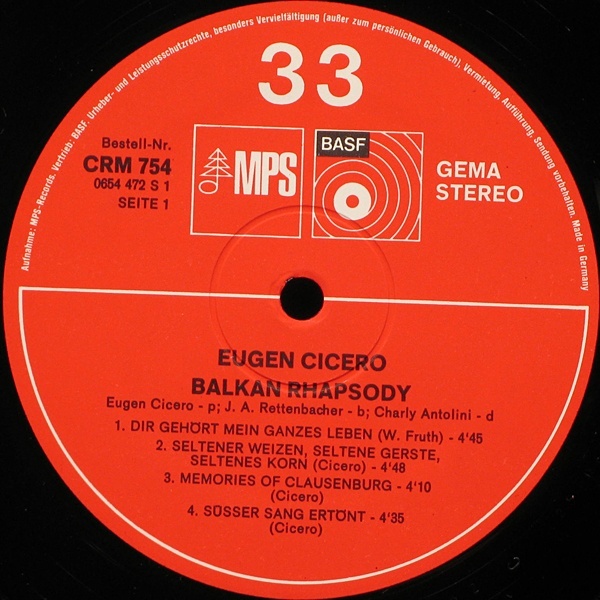 Aufnahme: MPS-Records. Vertrieb: BASF. Urheber- und Leistungsschutzrechte, besonders Vervielfältigung (außer zum persönlichen Gebrauch), Vermietung, Aufführung, Sendung vorbehalten. Made in Germany
33
Bestell-Nr.
CRM 754
0654 472 S 1
SEITE 1
MPS
BASF
GEMA
STEREO
EUGEN CICERO
BALKAN RHAPSODY
Eugen Cicero - p; J. A. Rettenbacher - b; Charly Antolini - d
1. DIR GEHÖRT MEIN GANZES LEBEN (W. Fruth) - 4'45
2. SELTENER WEIZEN, SELTENE GERSTE,
SELTENES KORN (Cicero) - 4'48
3. MEMORIES OF CLAUSENBURG - 4'10
(Cicero)
4. SÜSSER SANG ERTÖNT - 4'35
(Cicero)